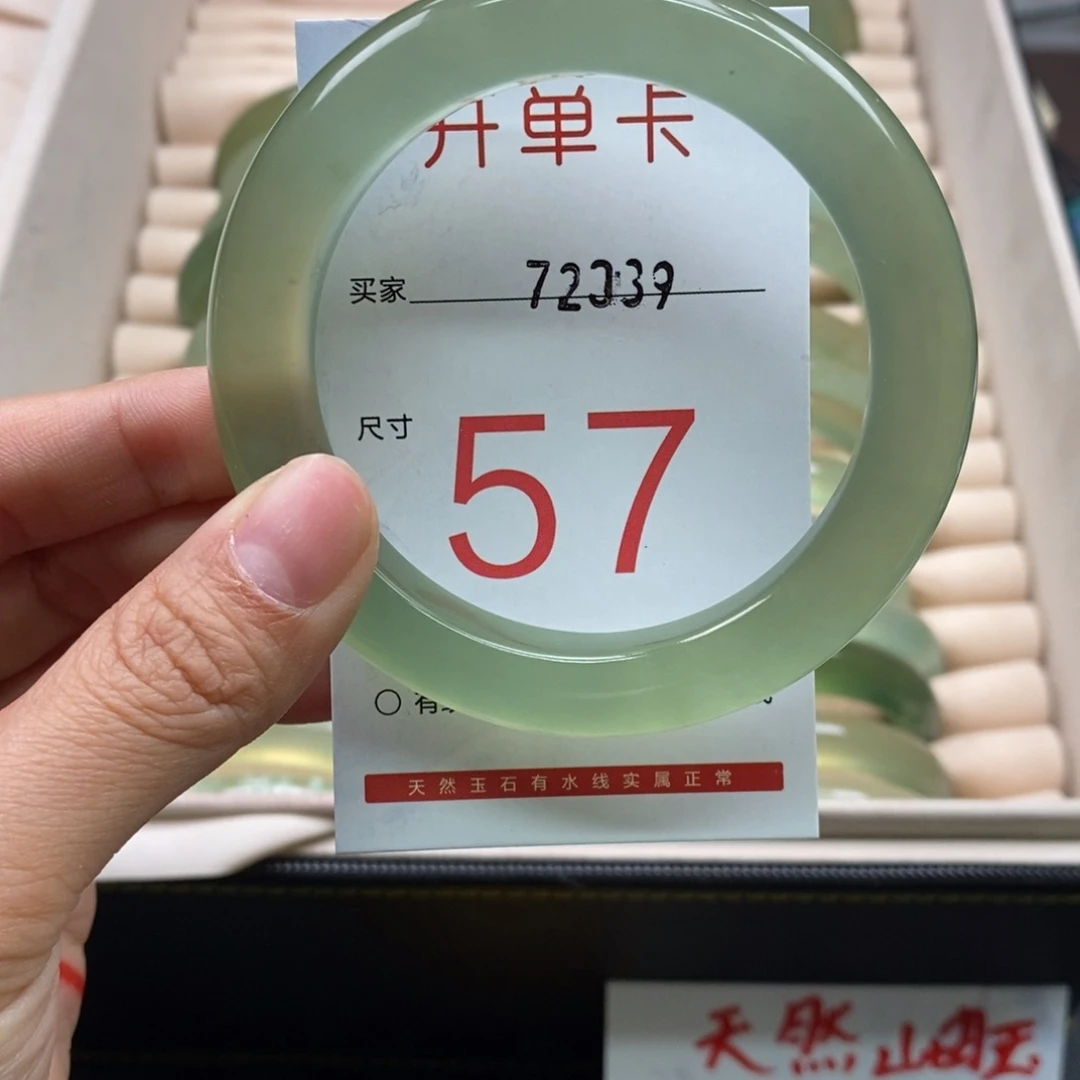 开单卡
买家 72339
尺寸 57
有
天然玉石有水线实属正常
天然